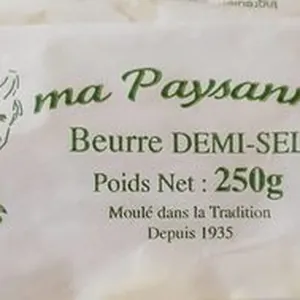 ma Paysann
Beurre DEMI-SEL
Poids Net : 250g
Moulé dans la Tradition
Depuis 1935